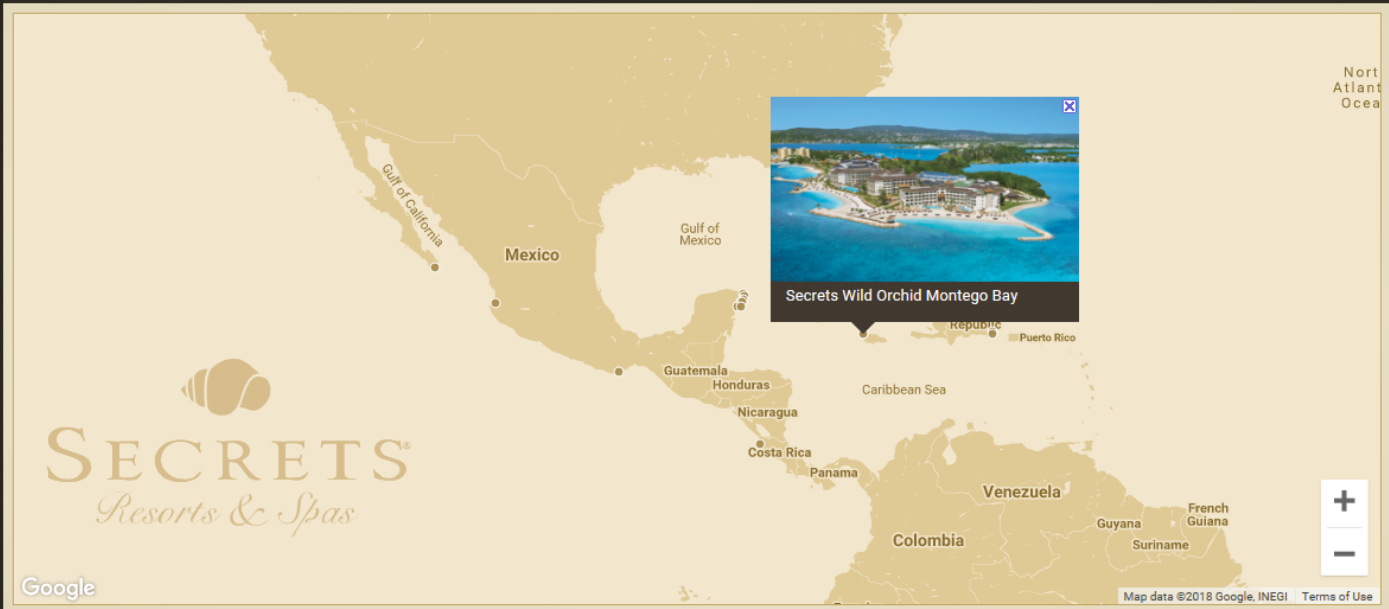 Nort
Atlant
Ocea
Gulf of
California
Mexico
Gulf of
Mexico
Secrets Wild Orchid Montego Bay
Republic
Puerto Rico
Guatemala
Honduras
Caribbean Sea
Nicaragua
Costa Rica
Panama
SECRETS®
Resorts & Spas
Venezuela
French
Guiana
Guyana
Suriname
Colombia
Google
Map data ©2018 Google, INEGI
Terms of Use